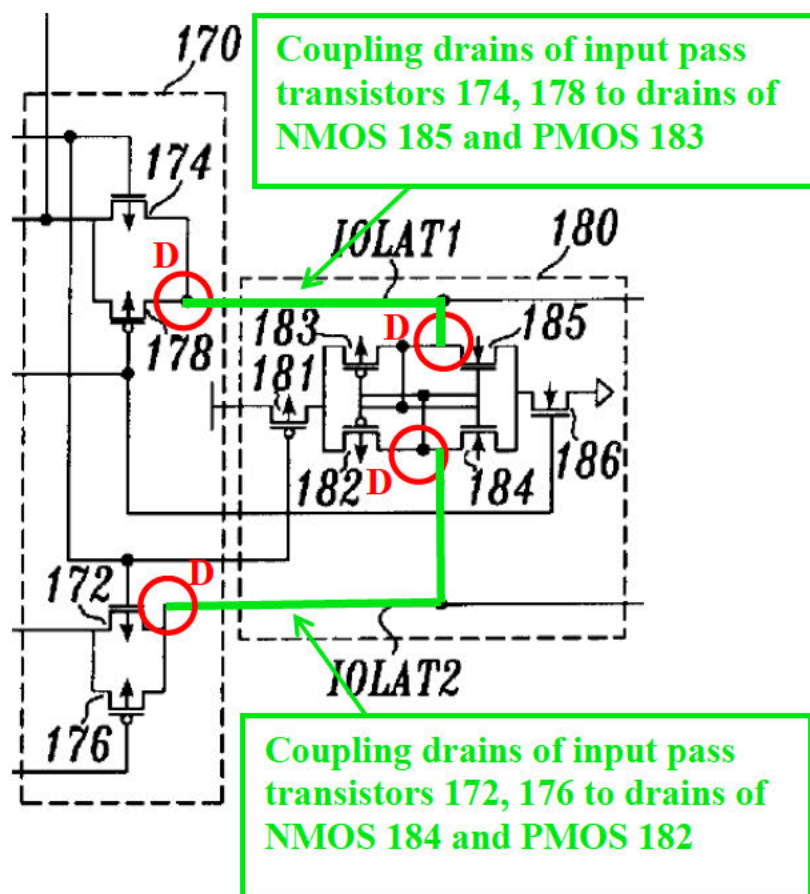 Coupling drains of input pass
transistors 174, 178 to drains of
NMOS 185 and PMOS 183
170
174
D
178
IOLAT1
180
183
D
185
181
182
D
184
186
172
D
176
IOLAT2
Coupling drains of input pass
transistors 172, 176 to drains of
NMOS 184 and PMOS 182